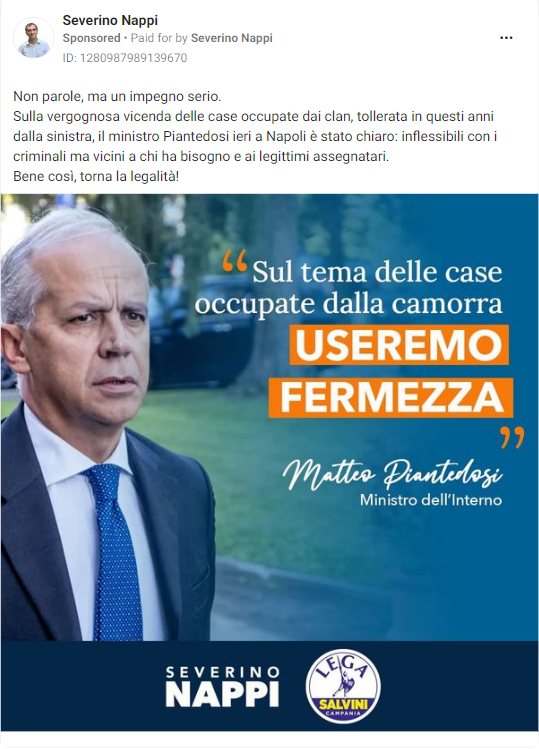 Severino Nappi
Sponsored • Paid for by Severino Nappi
ID: 1280987989139670
Non parole, ma un impegno serio.
Sulla vergognosa vicenda delle case occupate dai clan, tollerata in questi anni
dalla sinistra, il ministro Piantedosi ieri a Napoli è stato chiaro: inflessibili con i
criminali ma vicini a chi ha bisogno e ai legittimi assegnatari.
Bene così, torna la legalità!
“Sul tema delle case
occupate dalla camorra
USEREMO
FERMEZZA
”
Matteo Piantedosi
Ministro dell'Interno
SEVERINO
NAPPI
LEGA
SALVINI
CAMPANIA